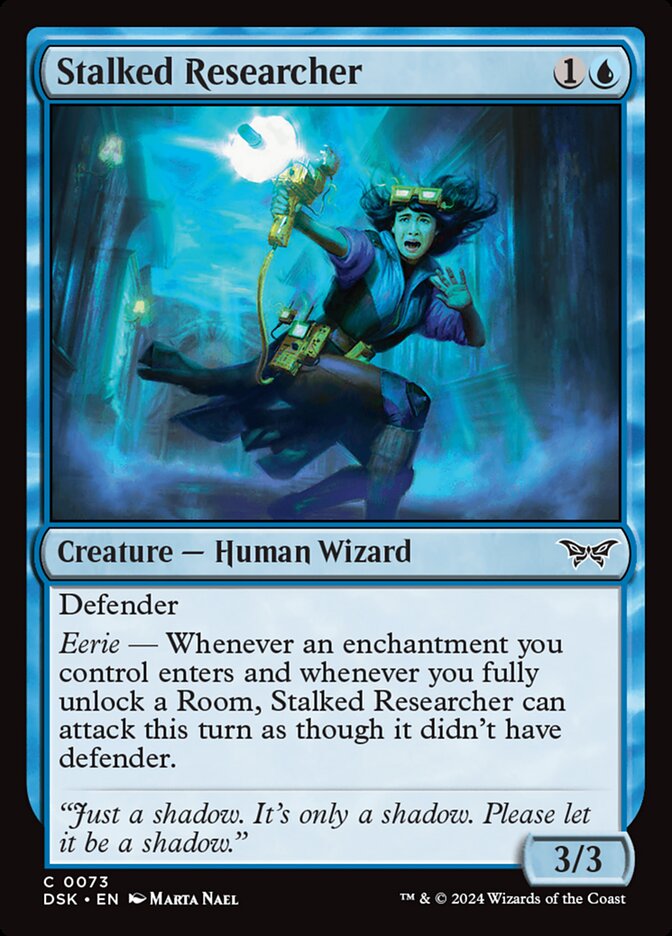 Stalked Researcher 1
Creature — Human Wizard
Defender
Eerie — Whenever an enchantment you
control enters and whenever you fully
unlock a Room, Stalked Researcher can
attack this turn as though it didn't have
defender.
“Just a shadow. It's only a shadow. Please let
it be a shadow.”
3/3
C 0073
DSK • EN Marta Nael
™ & © 2024 Wizards of the Coast